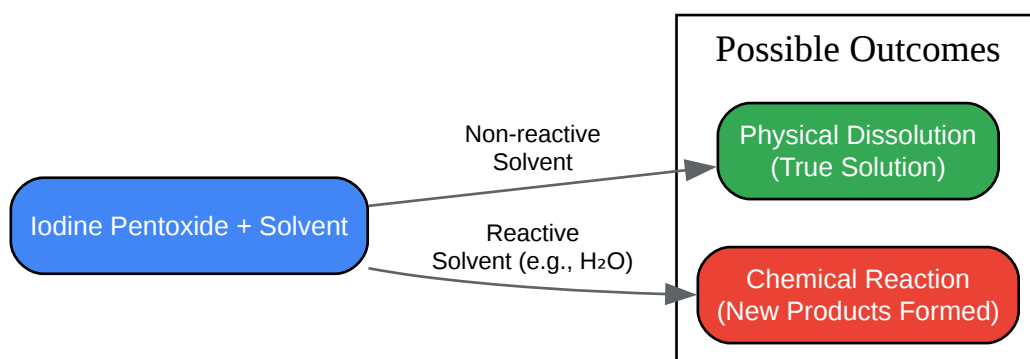 Possible Outcomes
Non-reactive
Solvent
Physical Dissolution
(True Solution)
Iodine Pentoxide + Solvent
Reactive
Solvent (e.g., H₂O)
Chemical Reaction
(New Products Formed)